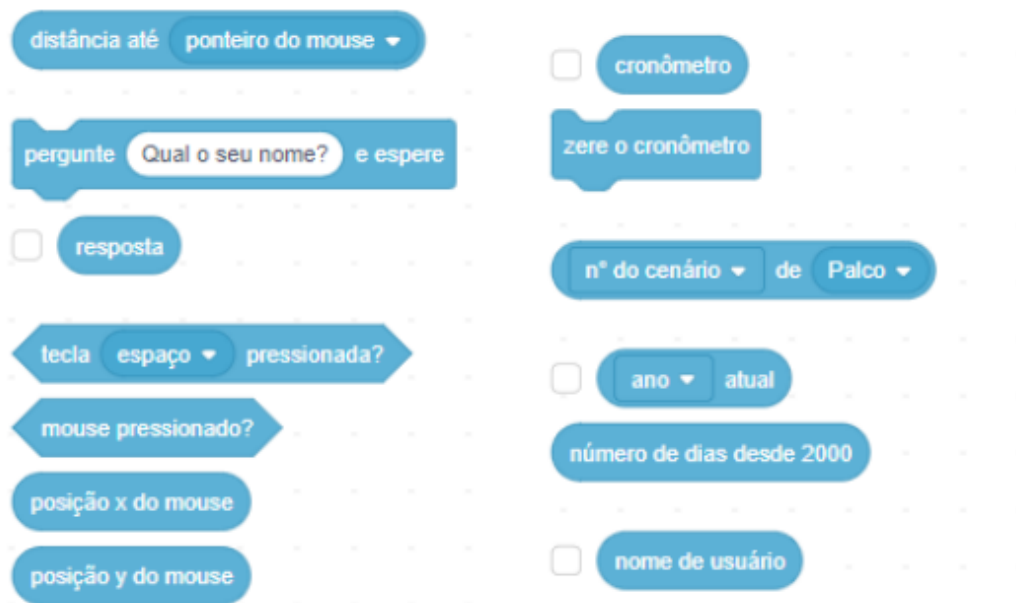 distância até ponteiro do mouse
pergunte Qual o seu nome? e espere
resposta
tecla espaço pressionada?
mouse pressionado?
posição x do mouse
posição y do mouse
cronômetro
zere o cronômetro
n° do cenário de Palco
ano atual
número de dias desde 2000
nome de usuário